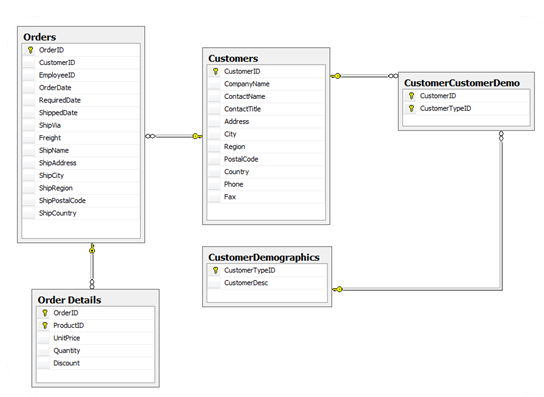 Orders
OrderID
CustomerID
EmployeeID
OrderDate
RequiredDate
ShippedDate
ShipVia
Freight
ShipName
ShipAddress
ShipCity
ShipRegion
ShipPostalCode
ShipCountry
Customers
CustomerID
CompanyName
ContactName
ContactTitle
Address
City
Region
PostalCode
Country
Phone
Fax
CustomerCustomerDemo
CustomerID
CustomerTypeID
CustomerDemographics
CustomerTypeID
CustomerDesc
Order Details
OrderID
ProductID
UnitPrice
Quantity
Discount